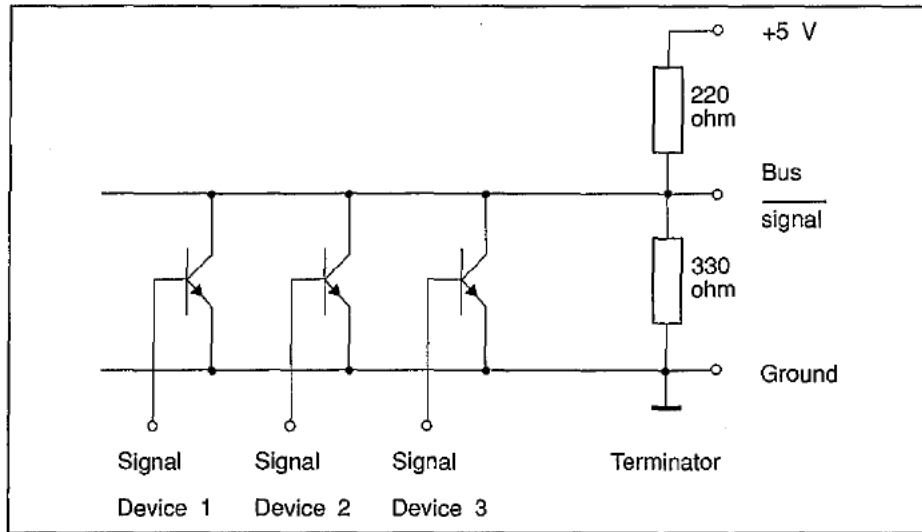 +5 V
220
ohm
Bus
signal
330
ohm
Ground
Signal Signal Signal Terminator
Device 1 Device 2 Device 3